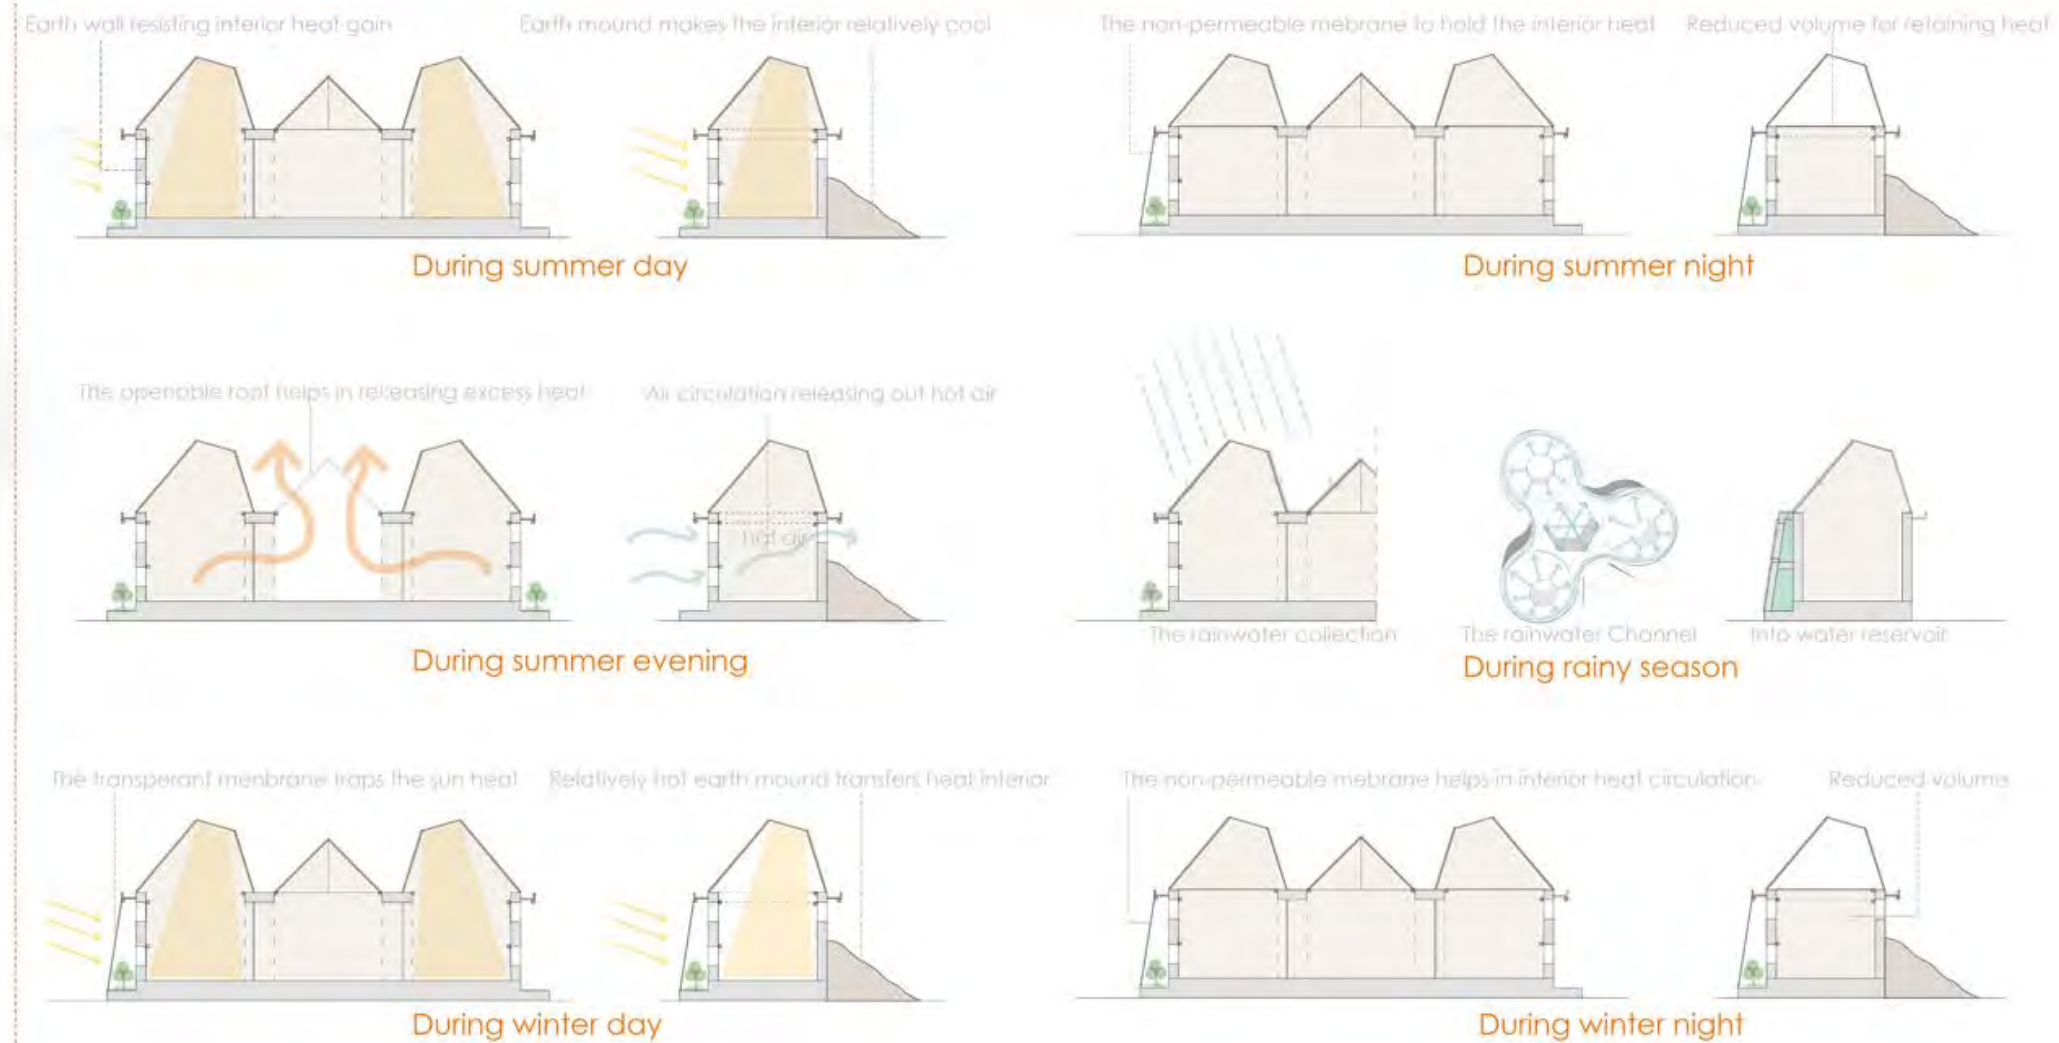 Earth wall resisting interior heat gain
Earth mound makes the interior relatively cool
During summer day
The non-permeable mebrane to hold the interior heat
Reduced volume for retaining heat
During summer night
The openable roof helps in releasing excess heat
Air circulation releasing out hot air
hot air
During summer evening
The rainwater collection
The rainwater Channel
Into water reservoir
During rainy season
The transperant menbrane traps the sun heat
Relatively hot earth mound transfers heat interior
During winter day
The non-permeable mebrane helps in interior heat circulation
Reduced volume
During winter night